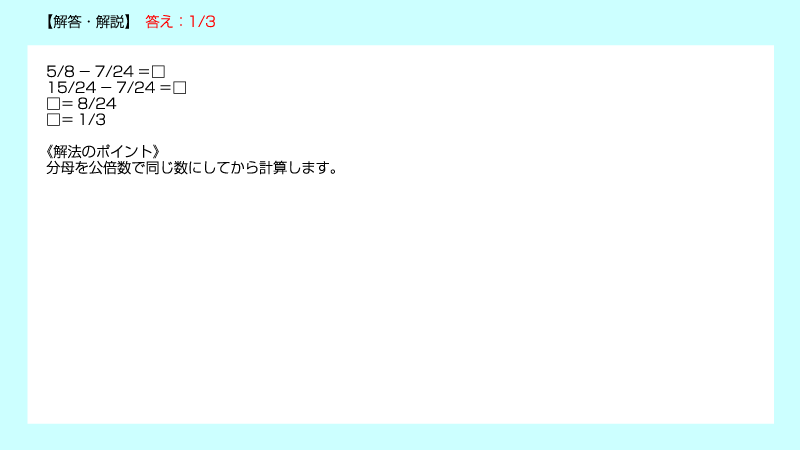 【解答・解説】 答え：1/3
5/8 − 7/24 =□
15/24 − 7/24 =□
□= 8/24
□= 1/3
《解法のポイント》
分母を公倍数で同じ数にしてから計算します。